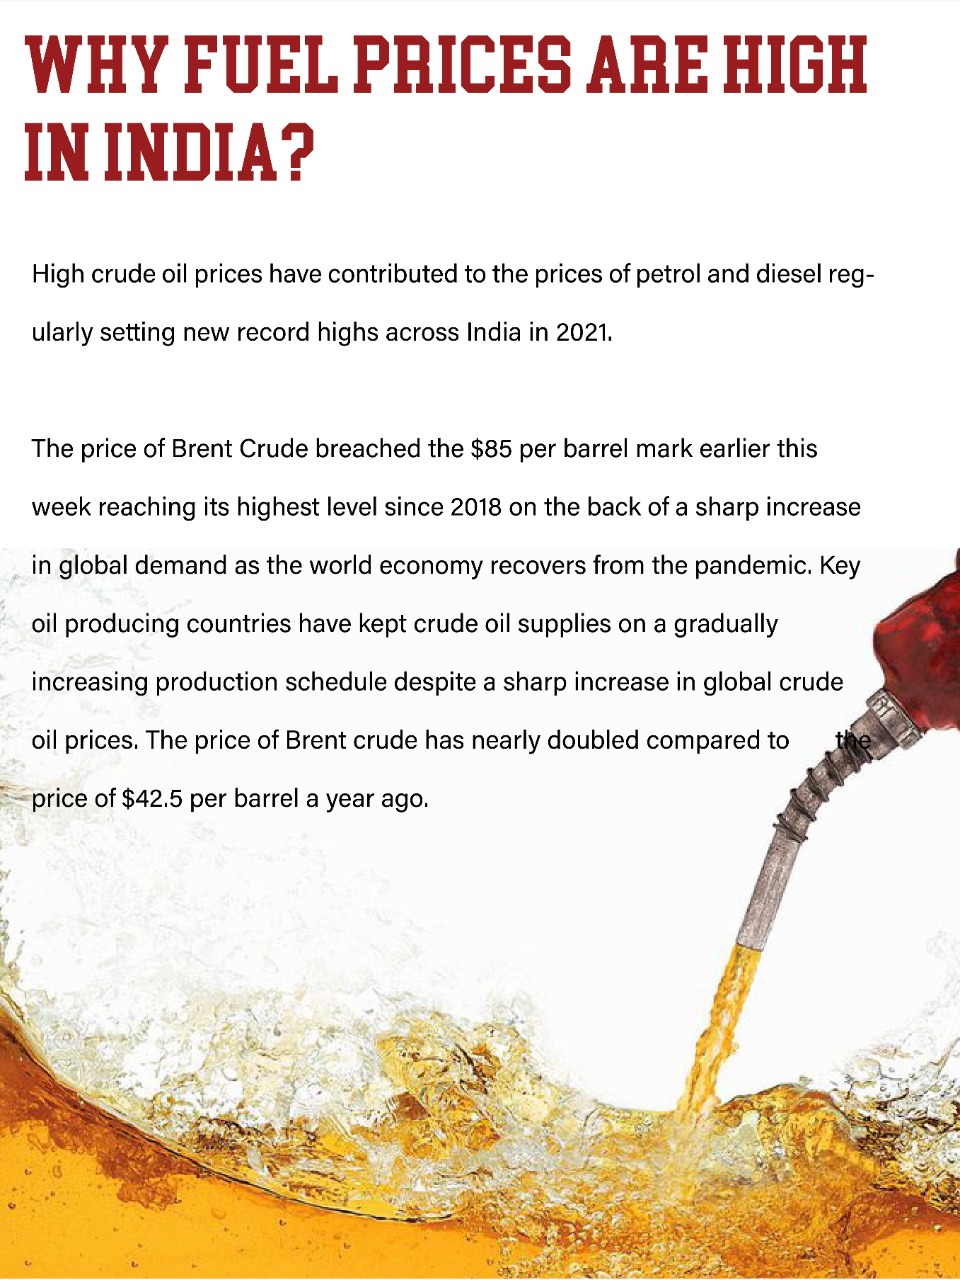 WHY FUEL PRICES ARE HIGH
IN INDIA?
High crude oil prices have contributed to the prices of petrol and diesel reg-
ularly setting new record highs across India in 2021.
The price of Brent Crude breached the $85 per barrel mark earlier this
week reaching its highest level since 2018 on the back of a sharp increase
in global demand as the world economy recovers from the pandemic. Key
oil producing countries have kept crude oil supplies on a gradually
increasing production schedule despite a sharp increase in global crude
oil prices. The price of Brent crude has nearly doubled compared to the
price of $42.5 per barrel a year ago.